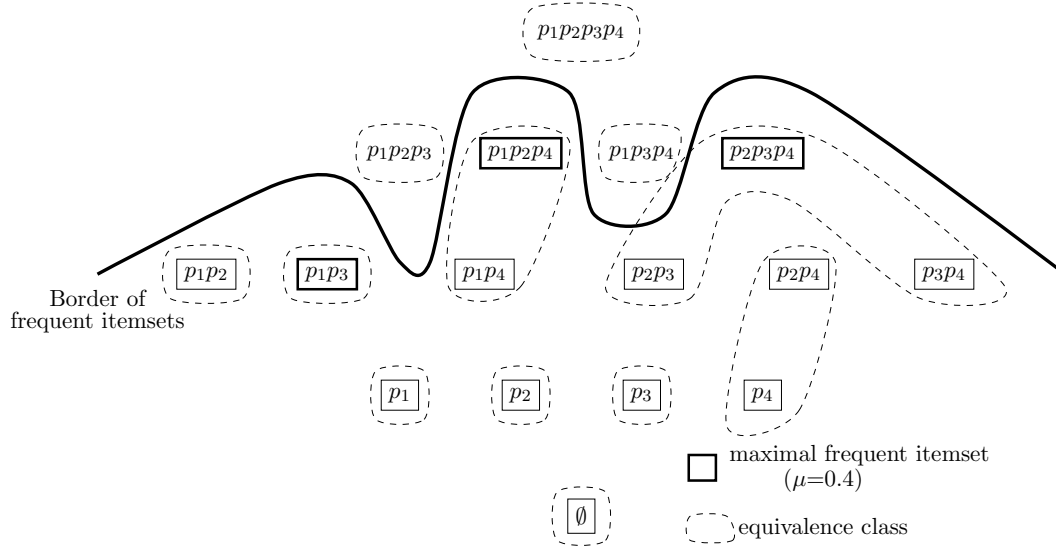 p₁p₂p₃p₄
p₁p₂p₃
p₁p₂p₄
p₁p₃p₄
p₂p₃p₄
p₁p₂
p₁p₃
p₁p₄
p₂p₃
p₂p₄
p₃p₄
Border of
frequent itemsets
p₁
p₂
p₃
p₄
maximal frequent itemset
(μ=0.4)
∅
equivalence class